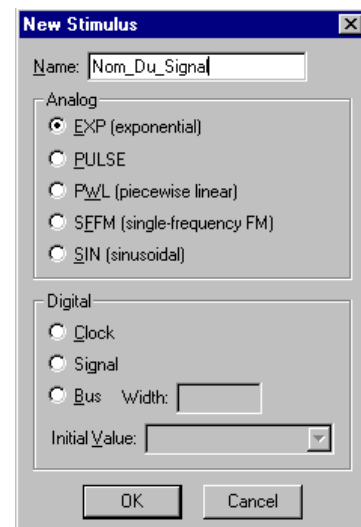 New Stimulus
Name: Nom_Du_Signal
Analog
EXP (exponential)
PULSE
PWL (piecewise linear)
SFFM (single-frequency FM)
SIN (sinusoidal)
Digital
Clock
Signal
Bus Width:
Initial Value:
OK Cancel